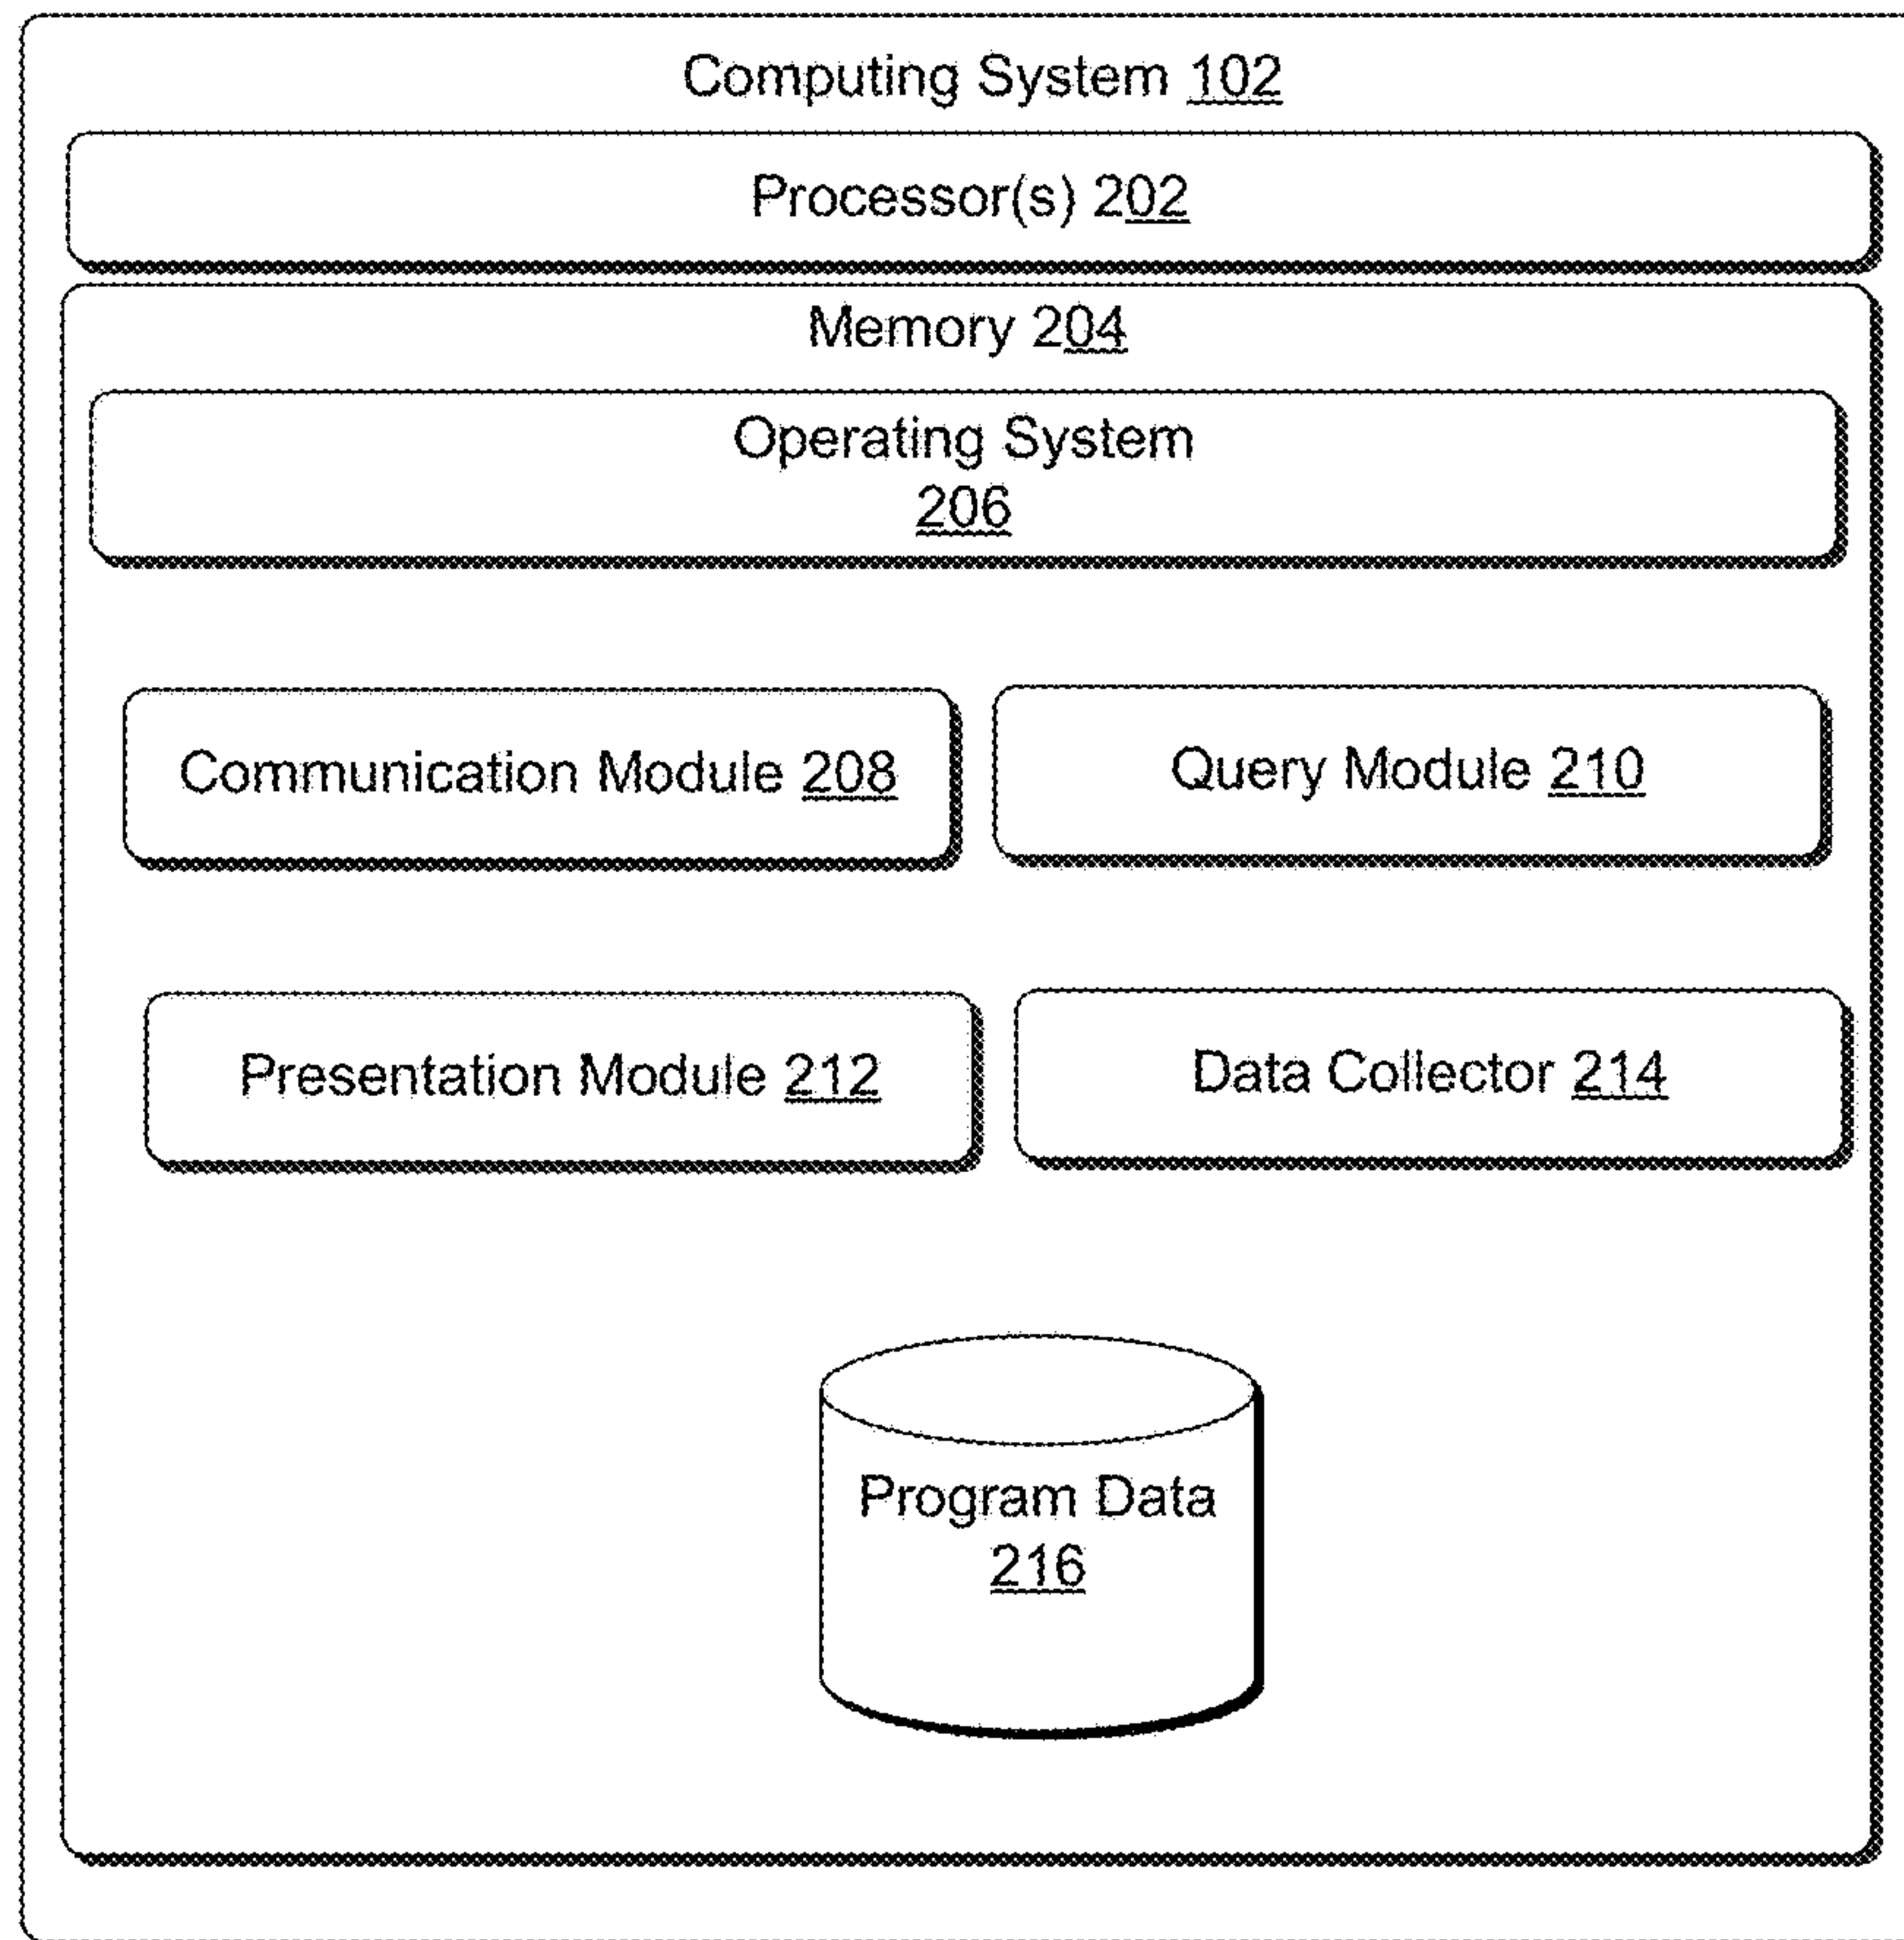 Computing System 102
Processor(s) 202
Memory 204
Operating System
206
Communication Module 208
Query Module 210
Presentation Module 212
Data Collector 214
Program Data
216